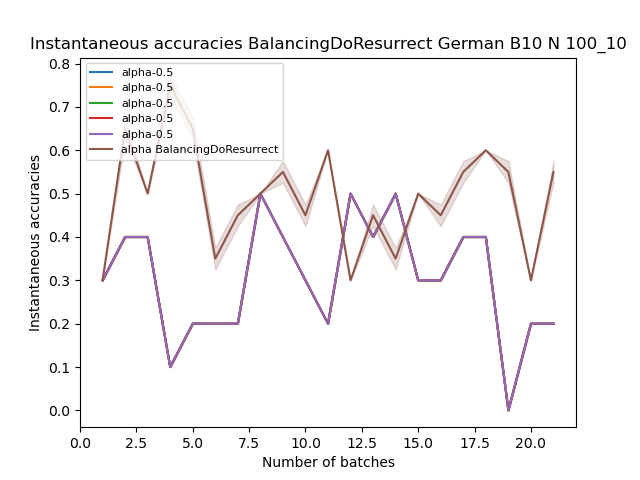 Instantaneous accuracies BalancingDoResurrect German B10 N 100_10
0.8
0.7
0.6
0.5
0.4
0.3
0.2
0.1
0.0
Instantaneous accuracies
alpha-0.5
alpha-0.5
alpha-0.5
alpha-0.5
alpha-0.5
alpha BalancingDoResurrect
0.0 2.5 5.0 7.5 10.0 12.5 15.0 17.5 20.0
Number of batches